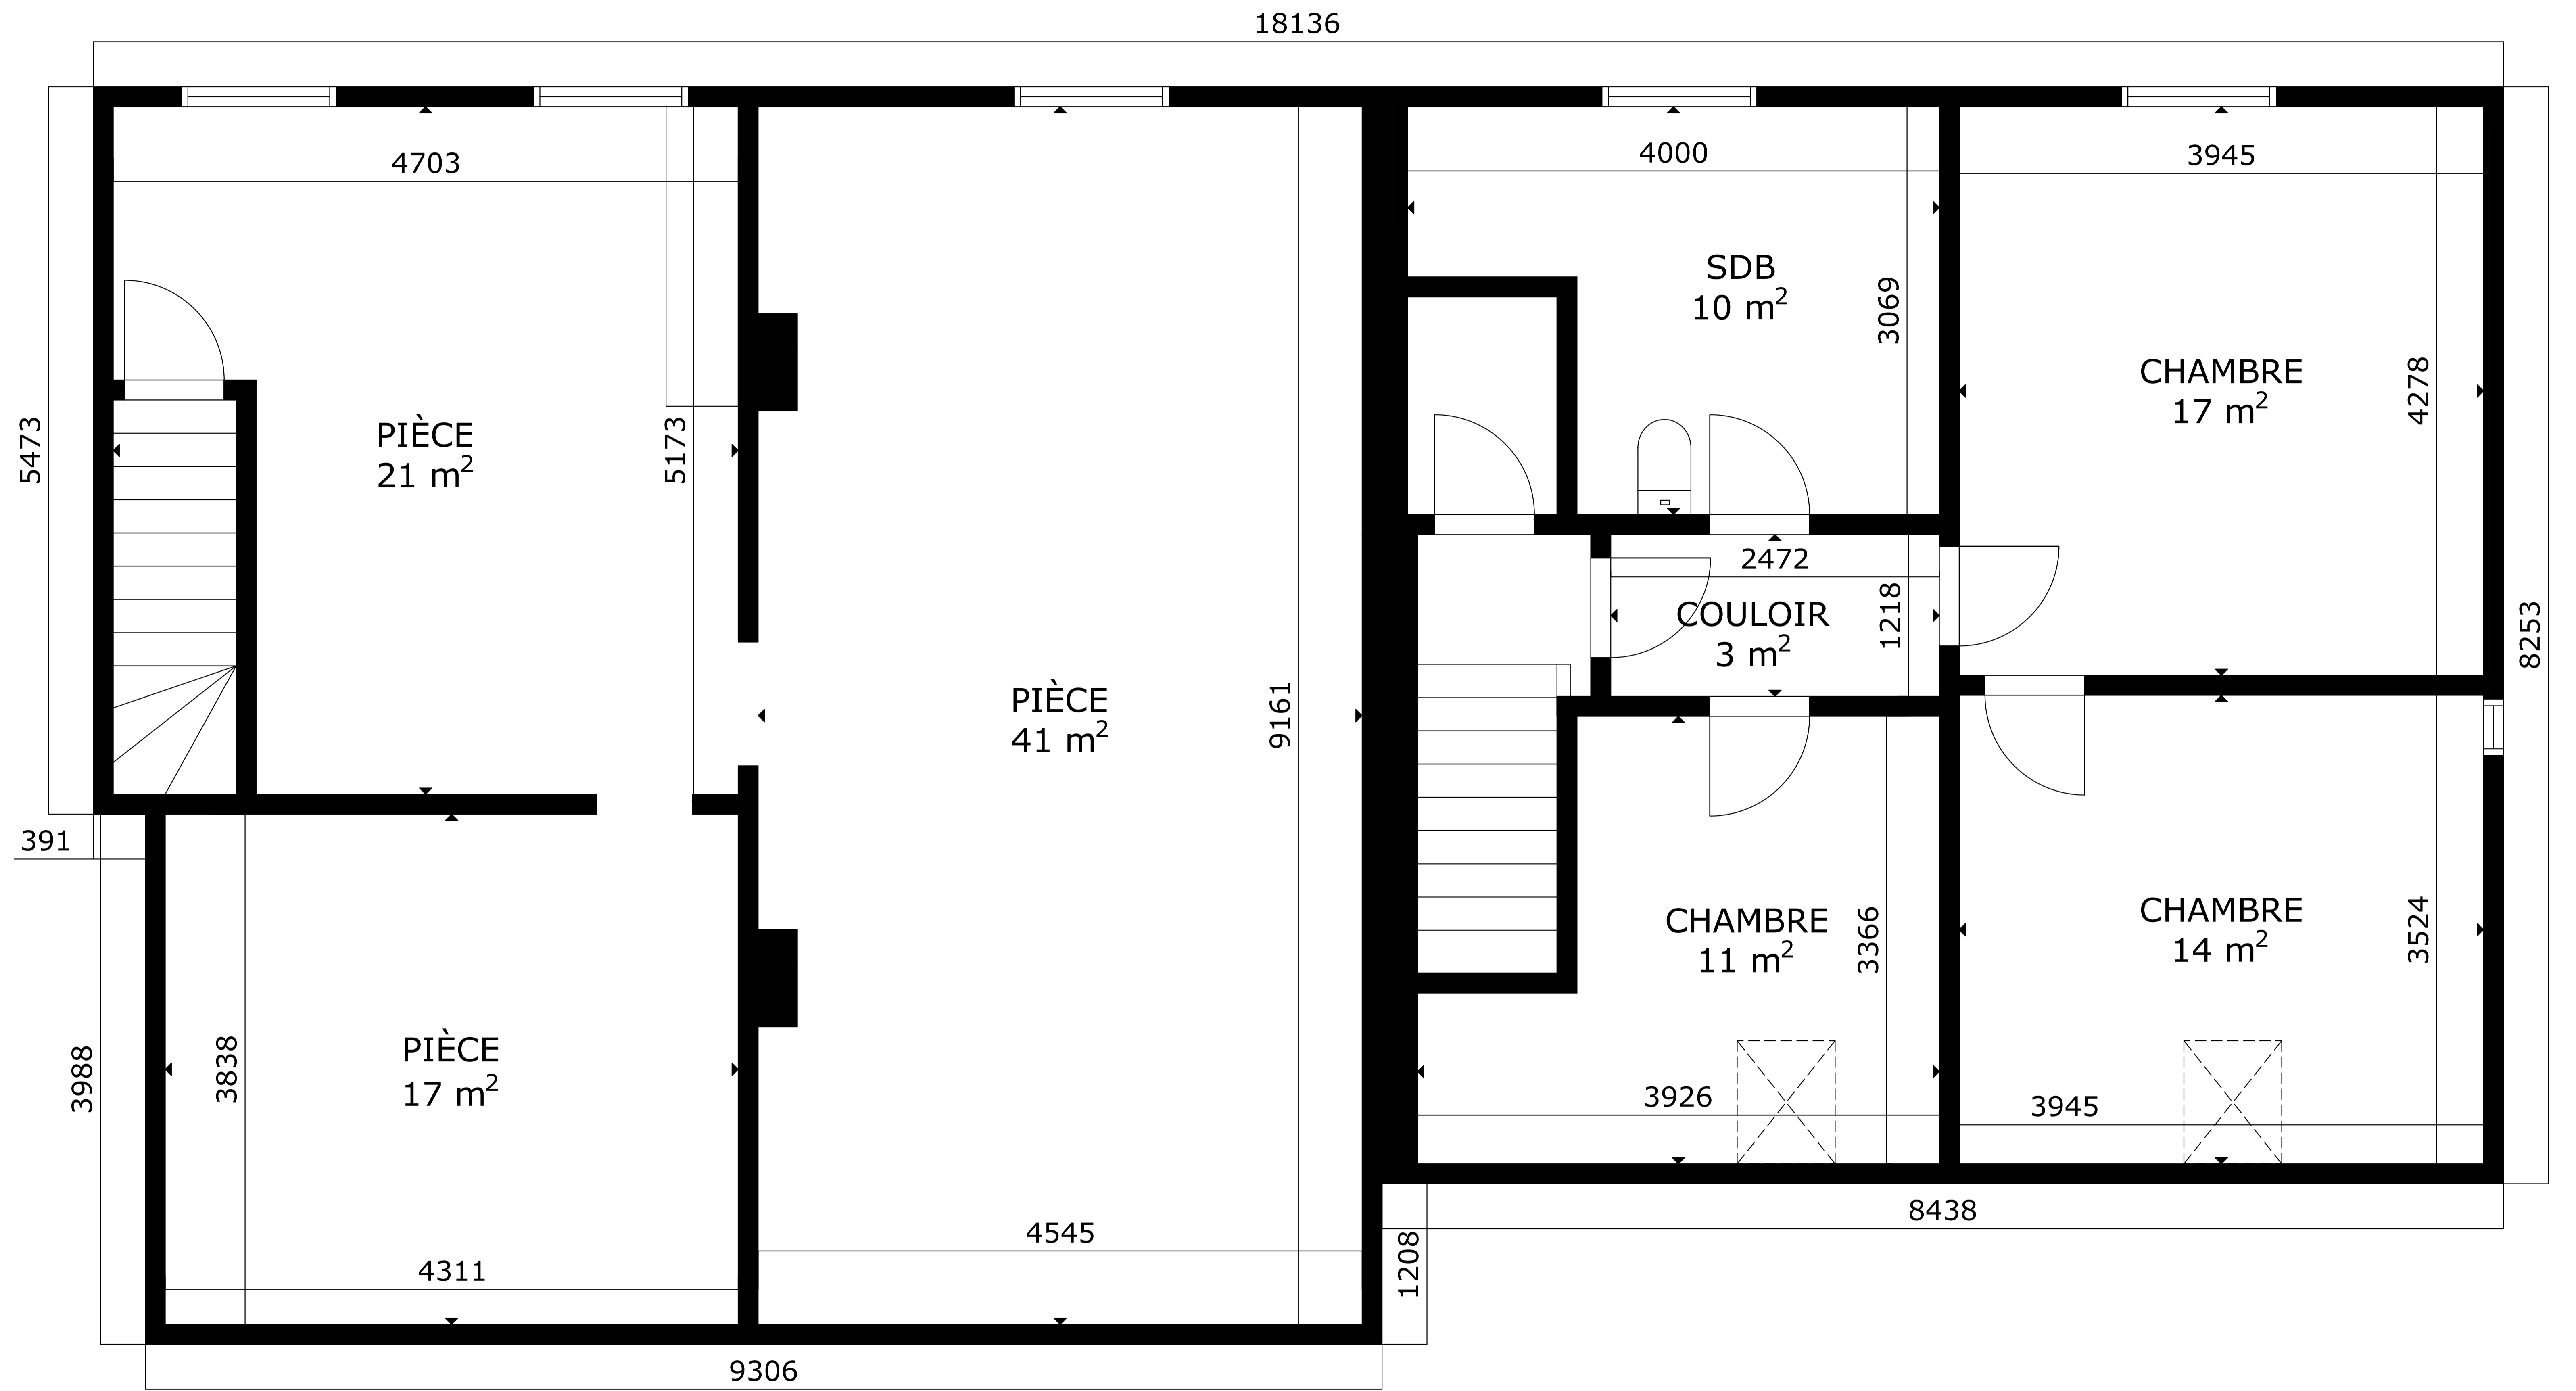 18136
4703
4000
3945
SDB
10 m²
3069
CHAMBRE
17 m²
4278
5473
PIÈCE
21 m²
5173
2472
COULOIR
3 m²
1218
8253
PIÈCE
41 m²
9161
391
CHAMBRE
11 m²
3366
CHAMBRE
14 m²
3524
3988
3838
PIÈCE
17 m²
3926
3945
8438
4545
1208
4311
9306